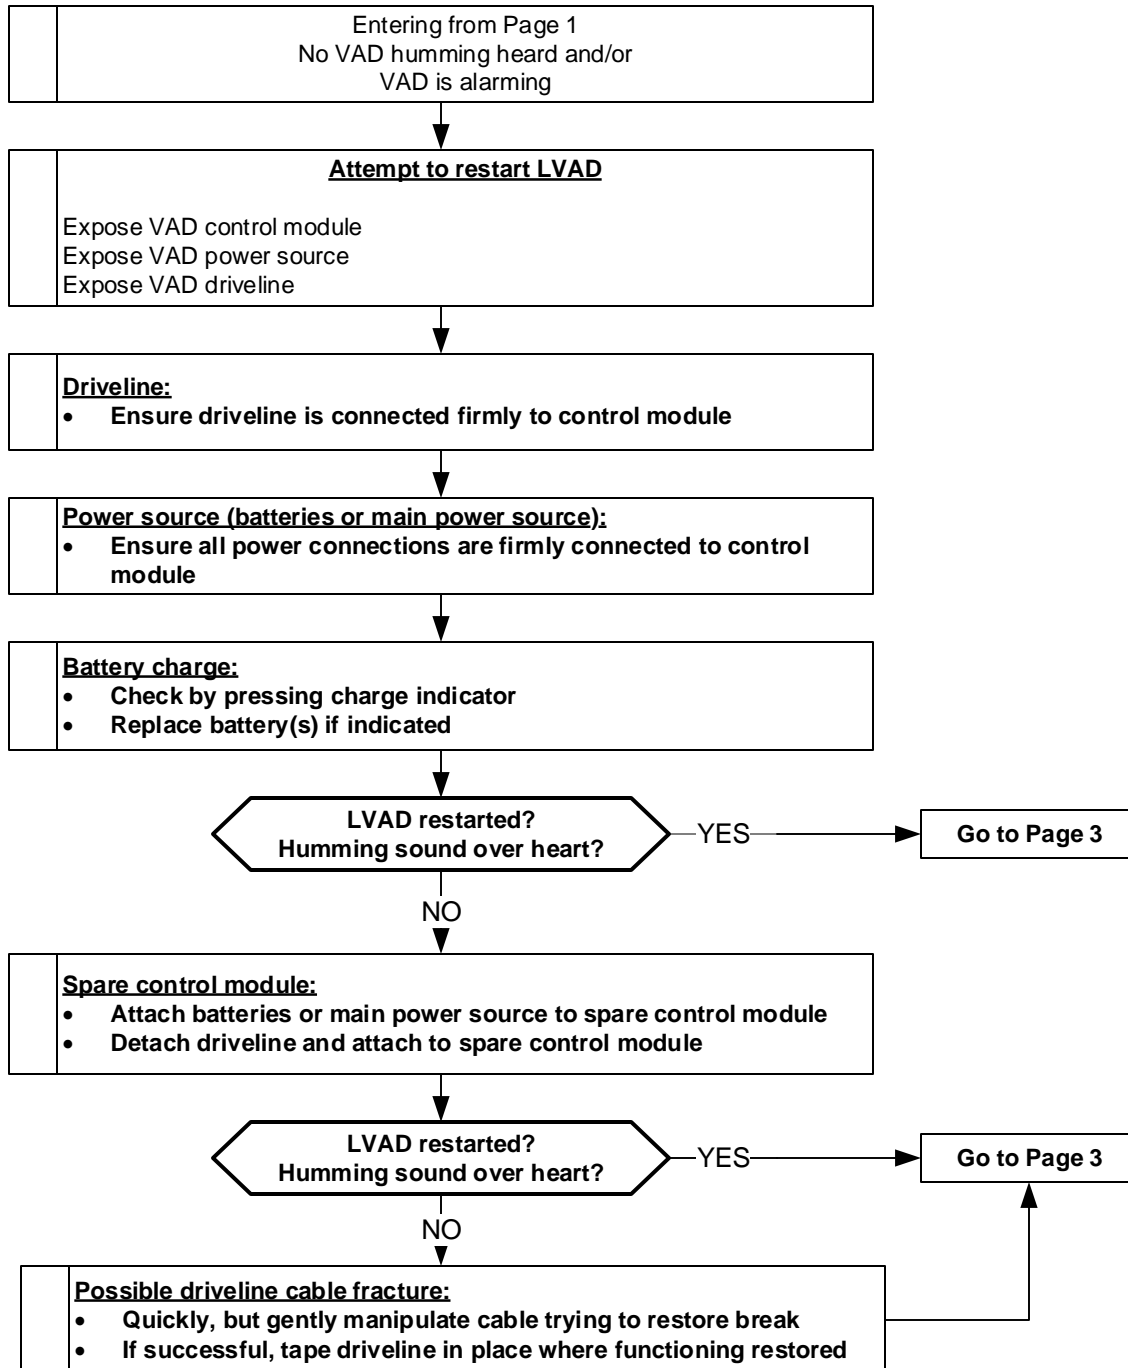 Entering from Page 1
No VAD humming heard and/or
VAD is alarming
Attempt to restart LVAD
Expose VAD control module
Expose VAD power source
Expose VAD driveline
Driveline:
• Ensure driveline is connected firmly to control module
Power source (batteries or main power source):
• Ensure all power connections are firmly connected to control
module
Battery charge:
• Check by pressing charge indicator
• Replace battery(s) if indicated
LVAD restarted?
Humming sound over heart?
YES
Go to Page 3
NO
Spare control module:
• Attach batteries or main power source to spare control module
• Detach driveline and attach to spare control module
LVAD restarted?
Humming sound over heart?
YES
Go to Page 3
NO
Possible driveline cable fracture:
• Quickly, but gently manipulate cable trying to restore break
• If successful, tape driveline in place where functioning restored